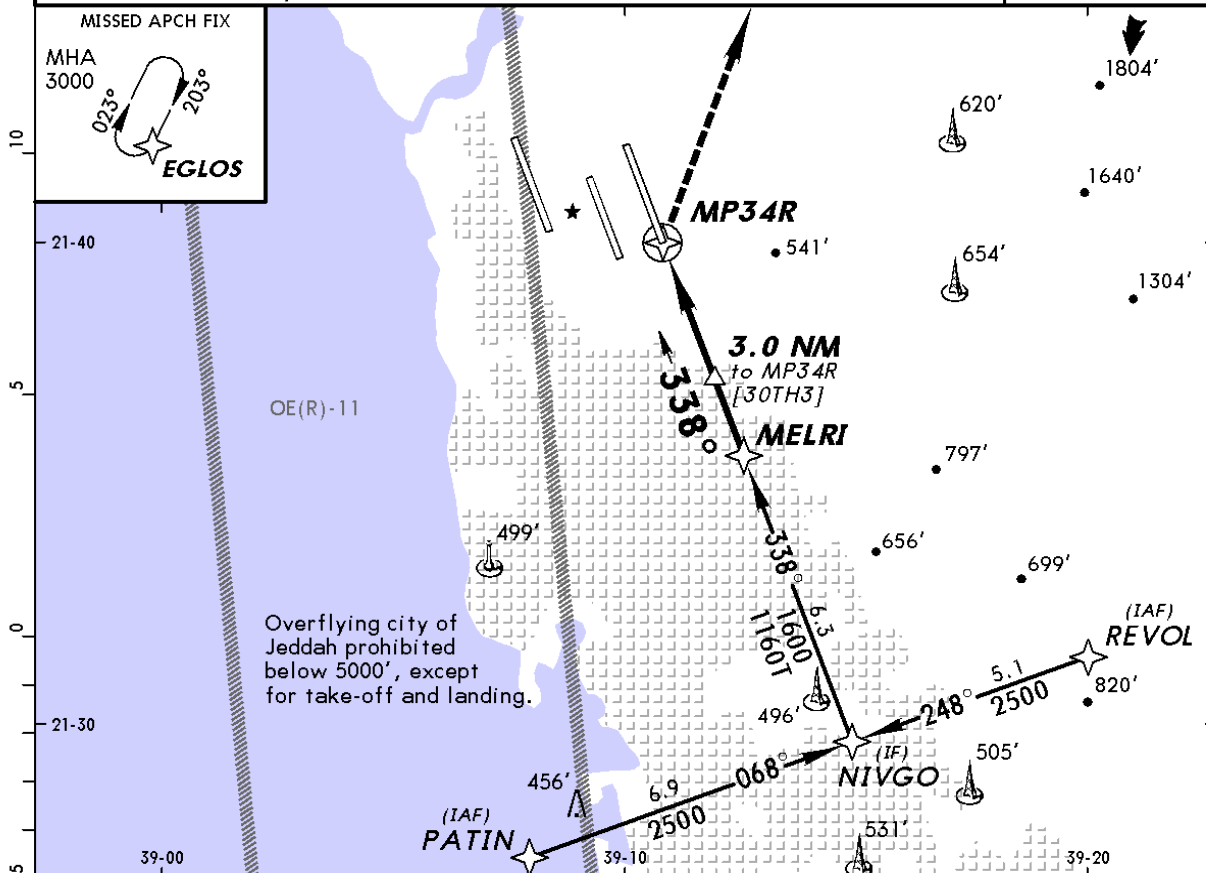 MISSED APCH FIX
MHA
3000
023°
203°
EGLOS
1804'
620'
10
1640'
MP34R
21-40
541'
654'
1304'
3.0 NM
to MP34R
[30TH3]
338°
5
OE(R)-11
MELRI
797'
499'
338°
656'
699'
6.3
1600
1160T
0
Overflying city of
Jeddah prohibited
below 5000', except
for take-off and landing.
(IAF)
REVOL
5.1
248°
2500
820'
496'
21-30
(IF)
NIVGO
505'
456'
6.9
068°
2500
(IAF)
PATIN
531'
5
39-00
39-10
39-20